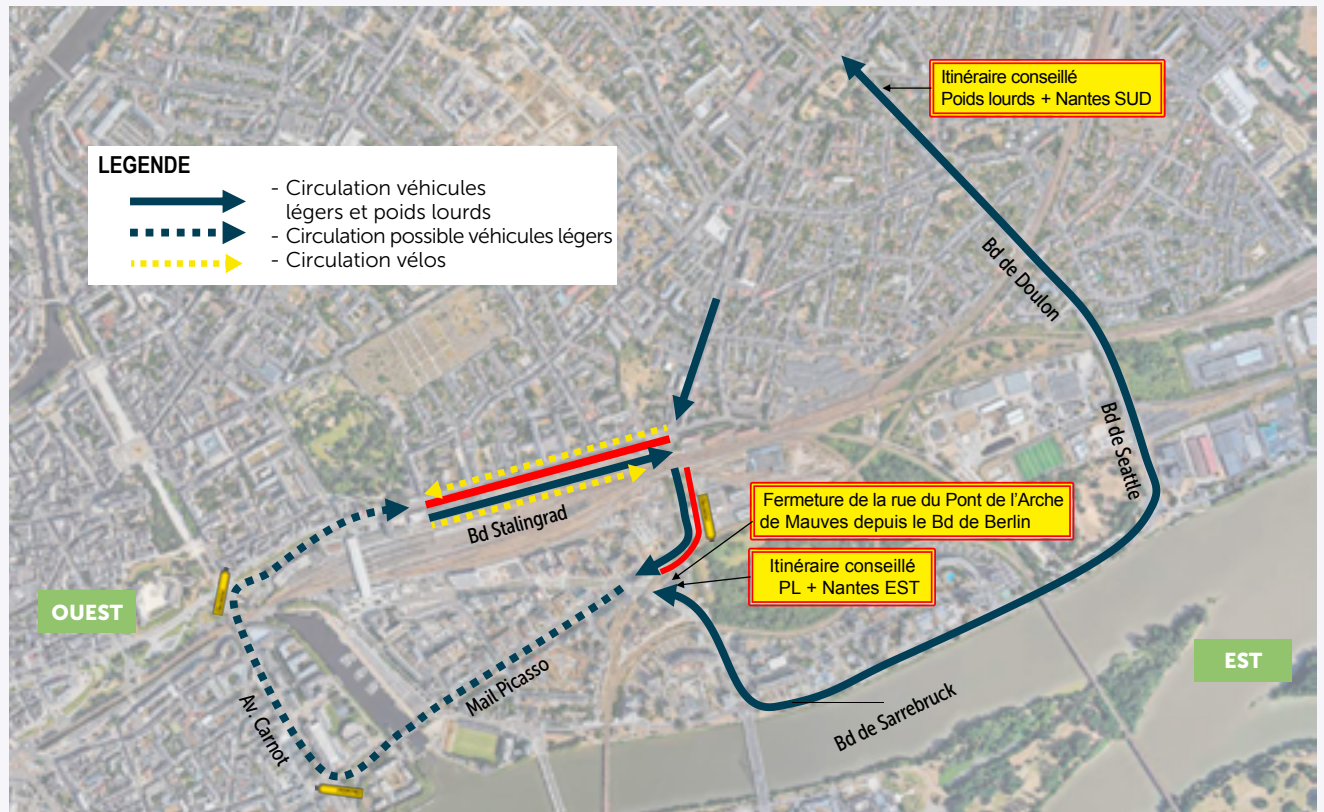 Itinéraire conseillé
Poids lourds + Nantes SUD
LEGENDE
- Circulation véhicules
légers et poids lourds
- Circulation possible véhicules légers
- Circulation vélos
Bd de Doulon
Bd de Seattle
Bd Stalingrad
Fermeture de la rue du Pont de l’Arche
de Mauves depuis le Bd de Berlin
Itinéraire conseillé
PL + Nantes EST
OUEST
EST
Mail Picasso
Av. Carnot
Bd de Sarrebruck